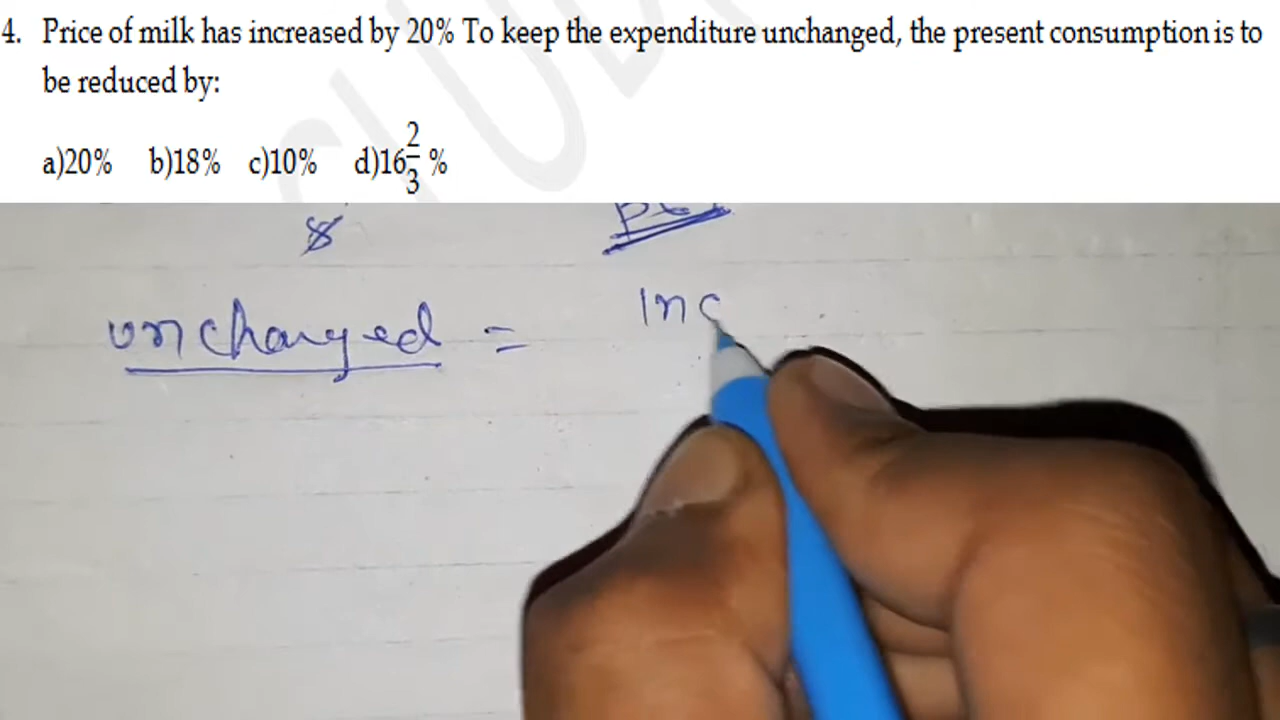 4. Price of milk has increased by 20% To keep the expenditure unchanged, the present consumption is to
be reduced by:
a)20% b)18% c)10% d)16 2/3 %
8
unchanged = Inc